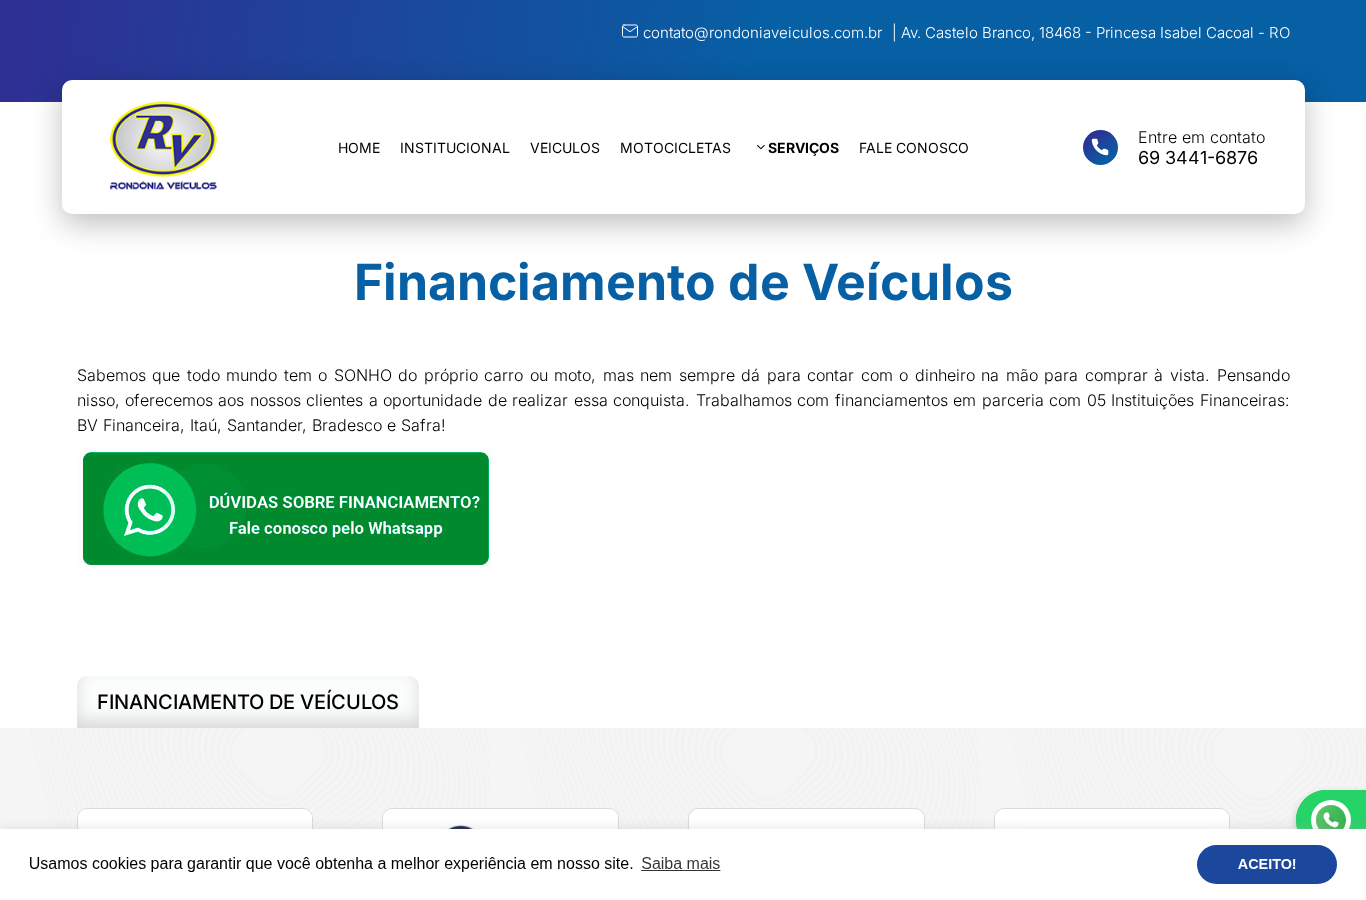 contato@rondoniaveiculos.com.br | Av. Castelo Branco, 18468 - Princesa Isabel Cacoal - RO
RV
RONDÔNIA VEÍCULOS
HOME INSTITUCIONAL VEICULOS MOTOCICLETAS SERVIÇOS FALE CONOSCO
Entre em contato
69 3441-6876
Financiamento de Veículos
Sabemos que todo mundo tem o SONHO do próprio carro ou moto, mas nem sempre dá para contar com o dinheiro na mão para comprar à vista. Pensando
nisso, oferecemos aos nossos clientes a oportunidade de realizar essa conquista. Trabalhamos com financiamentos em parceria com 05 Instituições Financeiras:
BV Financeira, Itaú, Santander, Bradesco e Safra!
DÚVIDAS SOBRE FINANCIAMENTO?
Fale conosco pelo Whatsapp
FINANCIAMENTO DE VEÍCULOS
Usamos cookies para garantir que você obtenha a melhor experiência em nosso site. Saiba mais
ACEITO!